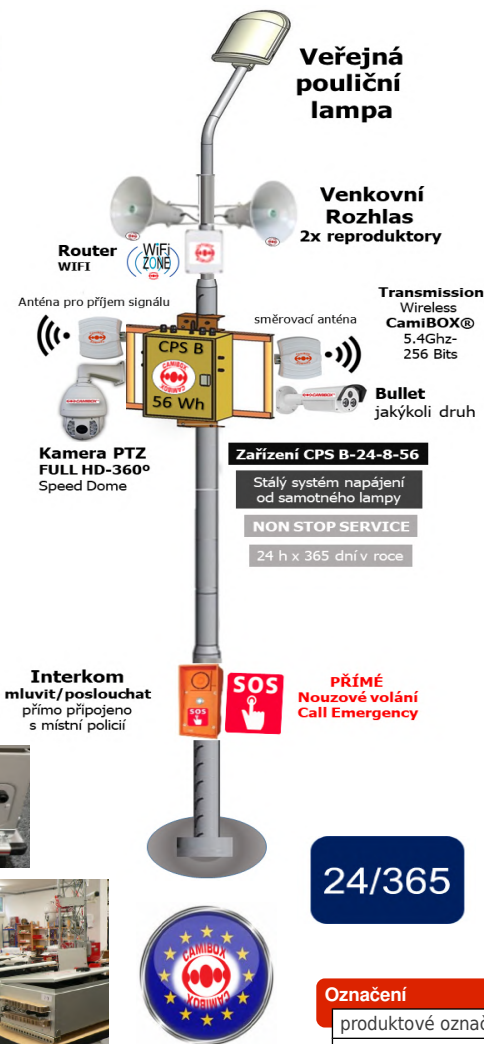 Veřejná
pouliční
lampa
Venkovní
Rozhlas
2x reproduktory
Router
WIFI
WiFi
ZONE
Anténa pro příjem signálu
směrovací anténa
Transmission
Wireless
CamiBOX®
5.4Ghz-
256 Bits
CPS B
CAMIBOX
CAMIBOX
56 Wh
CAMIBOX
Bullet
jakýkoli druh
Kamera PTZ
FULL HD-360º
Speed Dome
Zařízení CPS B-24-8-56
Stálý systém napájení
od samotného lampy
NON STOP SERVICE
24 h x 365 dní v roce
Interkom
mluvit/poslouchat
přímo připojeno
s místní policií
SOS
SOS
PŘÍMÉ
Nouzové volání
Call Emergency
24/365
CAMIBOX
CAMIBOX
Označení
produktové označ